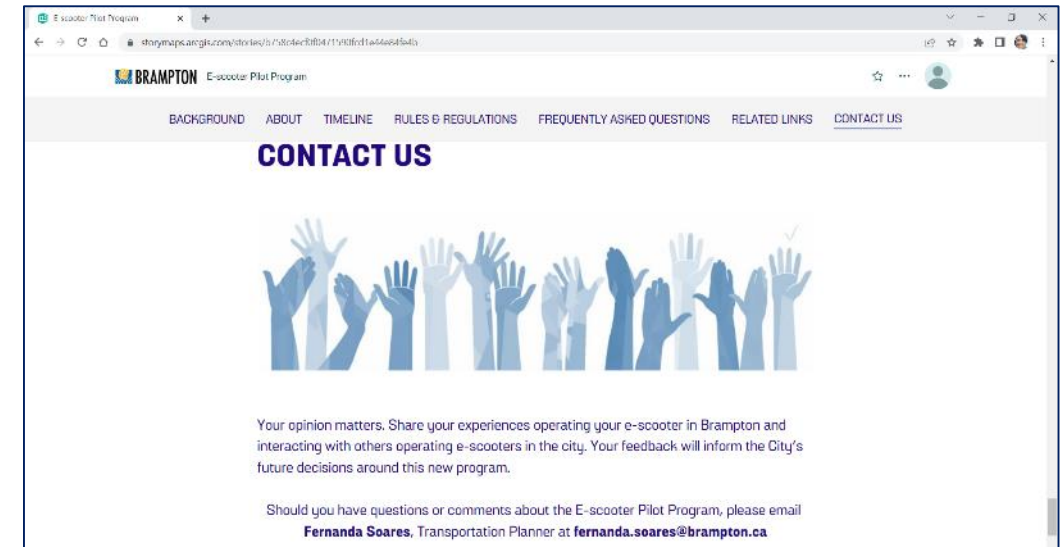 E scooter Pilot Program
BRAMPTON E-scooter Pilot Program
BACKGROUND ABOUT TIMELINE RULES & REGULATIONS FREQUENTLY ASKED QUESTIONS RELATED LINKS CONTACT US
CONTACT US
Your opinion matters. Share your experiences operating your e-scooter in Brampton and
interacting with others operating e-scooters in the city. Your feedback will inform the City's
future decisions around this new program.
Should you have questions or comments about the E-scooter Pilot Program, please email
Fernanda Soares, Transportation Planner at fernanda.soares@brampton.ca